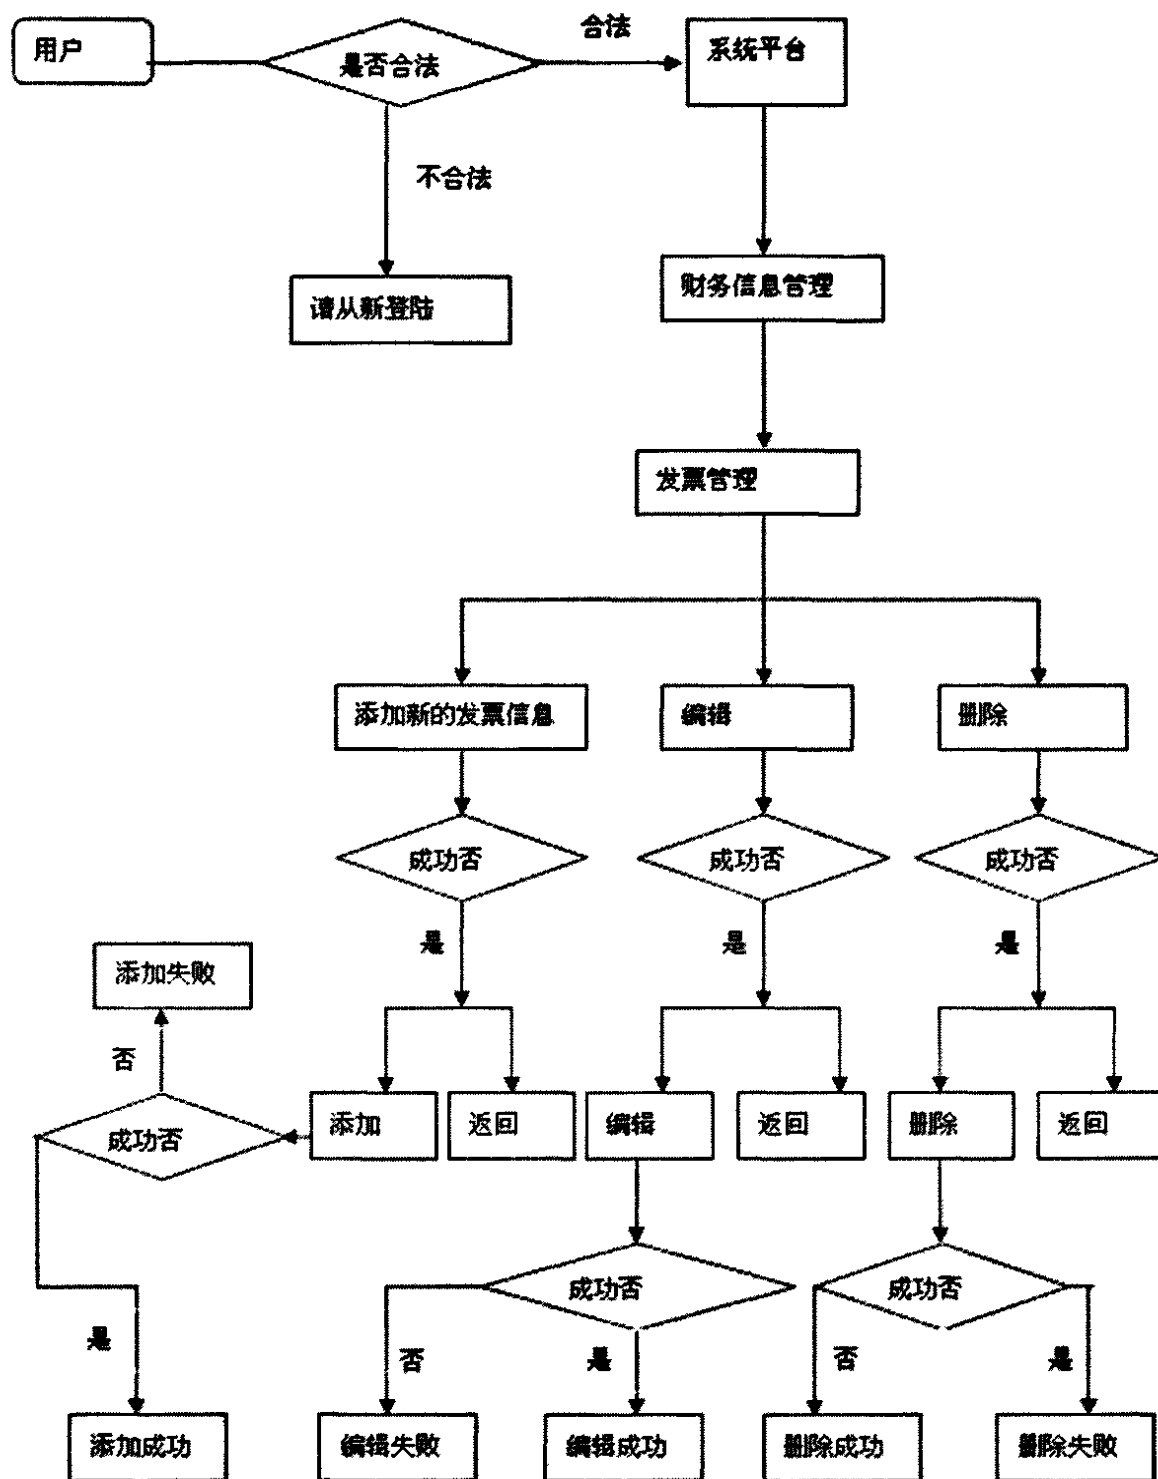 用户
是否合法
合法
系统平台
不合法
请从新登陆
财务信息管理
发票管理
添加新的发票信息
编辑
删除
成功否
成功否
成功否
是
是
是
添加失败
否
成功否
添加
返回
编辑
返回
删除
返回
成功否
成功否
是
否
是
否
是
添加成功
编辑失败
编辑成功
删除成功
删除失败